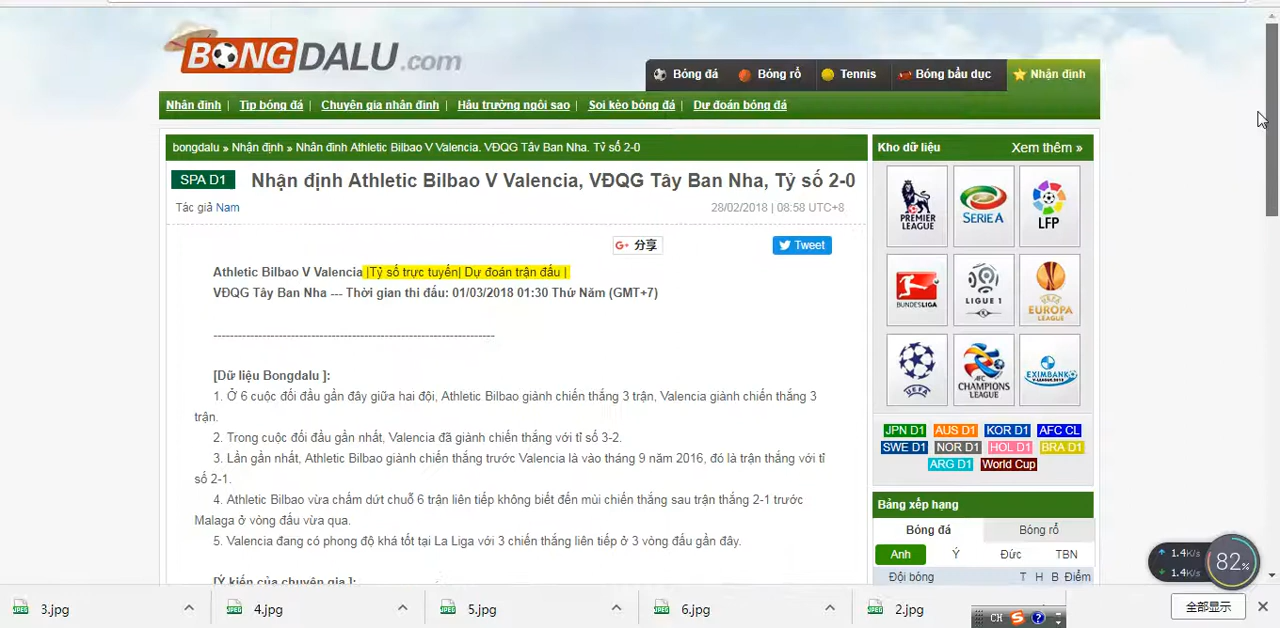 BONGDALU.com
Bóng đá Bóng rổ Tennis Bóng bầu dục Nhận định
Nhận định | Tip bóng đá | Chuyên gia nhận định | Hậu trường ngôi sao | Soi kèo bóng đá | Dự đoán bóng đá
bongdalu » Nhận định » Nhận định Athletic Bilbao V Valencia, VĐQG Tây Ban Nha, Tỷ số 2-0
SPA D1 Nhận định Athletic Bilbao V Valencia, VĐQG Tây Ban Nha, Tỷ số 2-0
Tác giả Nam 28/02/2018 | 08:58 UTC+8
G+ 分享 Tweet
Athletic Bilbao V Valencia |Tỷ số trực tuyến| Dự đoán trận đấu |
VĐQG Tây Ban Nha --- Thời gian thi đấu: 01/03/2018 01:30 Thứ Năm (GMT+7)
--------------------------------------------------------------------
[Dữ liệu Bongdalu ]:
1. Ở 6 cuộc đối đầu gần đây giữa hai đội, Athletic Bilbao giành chiến thắng 3 trận, Valencia giành chiến thắng 3
trận.
2. Trong cuộc đối đầu gần nhất, Valencia đã giành chiến thắng với tỉ số 3-2.
3. Lần gần nhất, Athletic Bilbao giành chiến thắng trước Valencia là vào tháng 9 năm 2016, đó là trận thắng với tỉ
số 2-1.
4. Athletic Bilbao vừa chấm dứt chuỗ 6 trận liên tiếp không biết đến mùi chiến thắng sau trận thắng 2-1 trước
Malaga ở vòng đấu vừa qua.
5. Valencia đang có phong độ khá tốt tại La Liga với 3 chiến thắng liên tiếp ở 3 vòng đấu gần đây.
[Ý kiến của chuyên gia ]:
Kho dữ liệu Xem thêm »
PREMIER LEAGUE SERIE A LFP
BUNDESLIGA LIGUE 1 UEFA EUROPA LEAGUE
UEFA AFC CHAMPIONS LEAGUE EXIMBANK
JPN D1 AUS D1 KOR D1 AFC CL
SWE D1 NOR D1 HOL D1 BRA D1
ARG D1 World Cup
Bảng xếp hạng
Bóng đá Bóng rổ
Anh Ý Đức TBN
Đội bóng T H B Điểm
1.4K/s
1.4K/s
82%
3.jpg 4.jpg 5.jpg 6.jpg 2.jpg
CH
全部显示